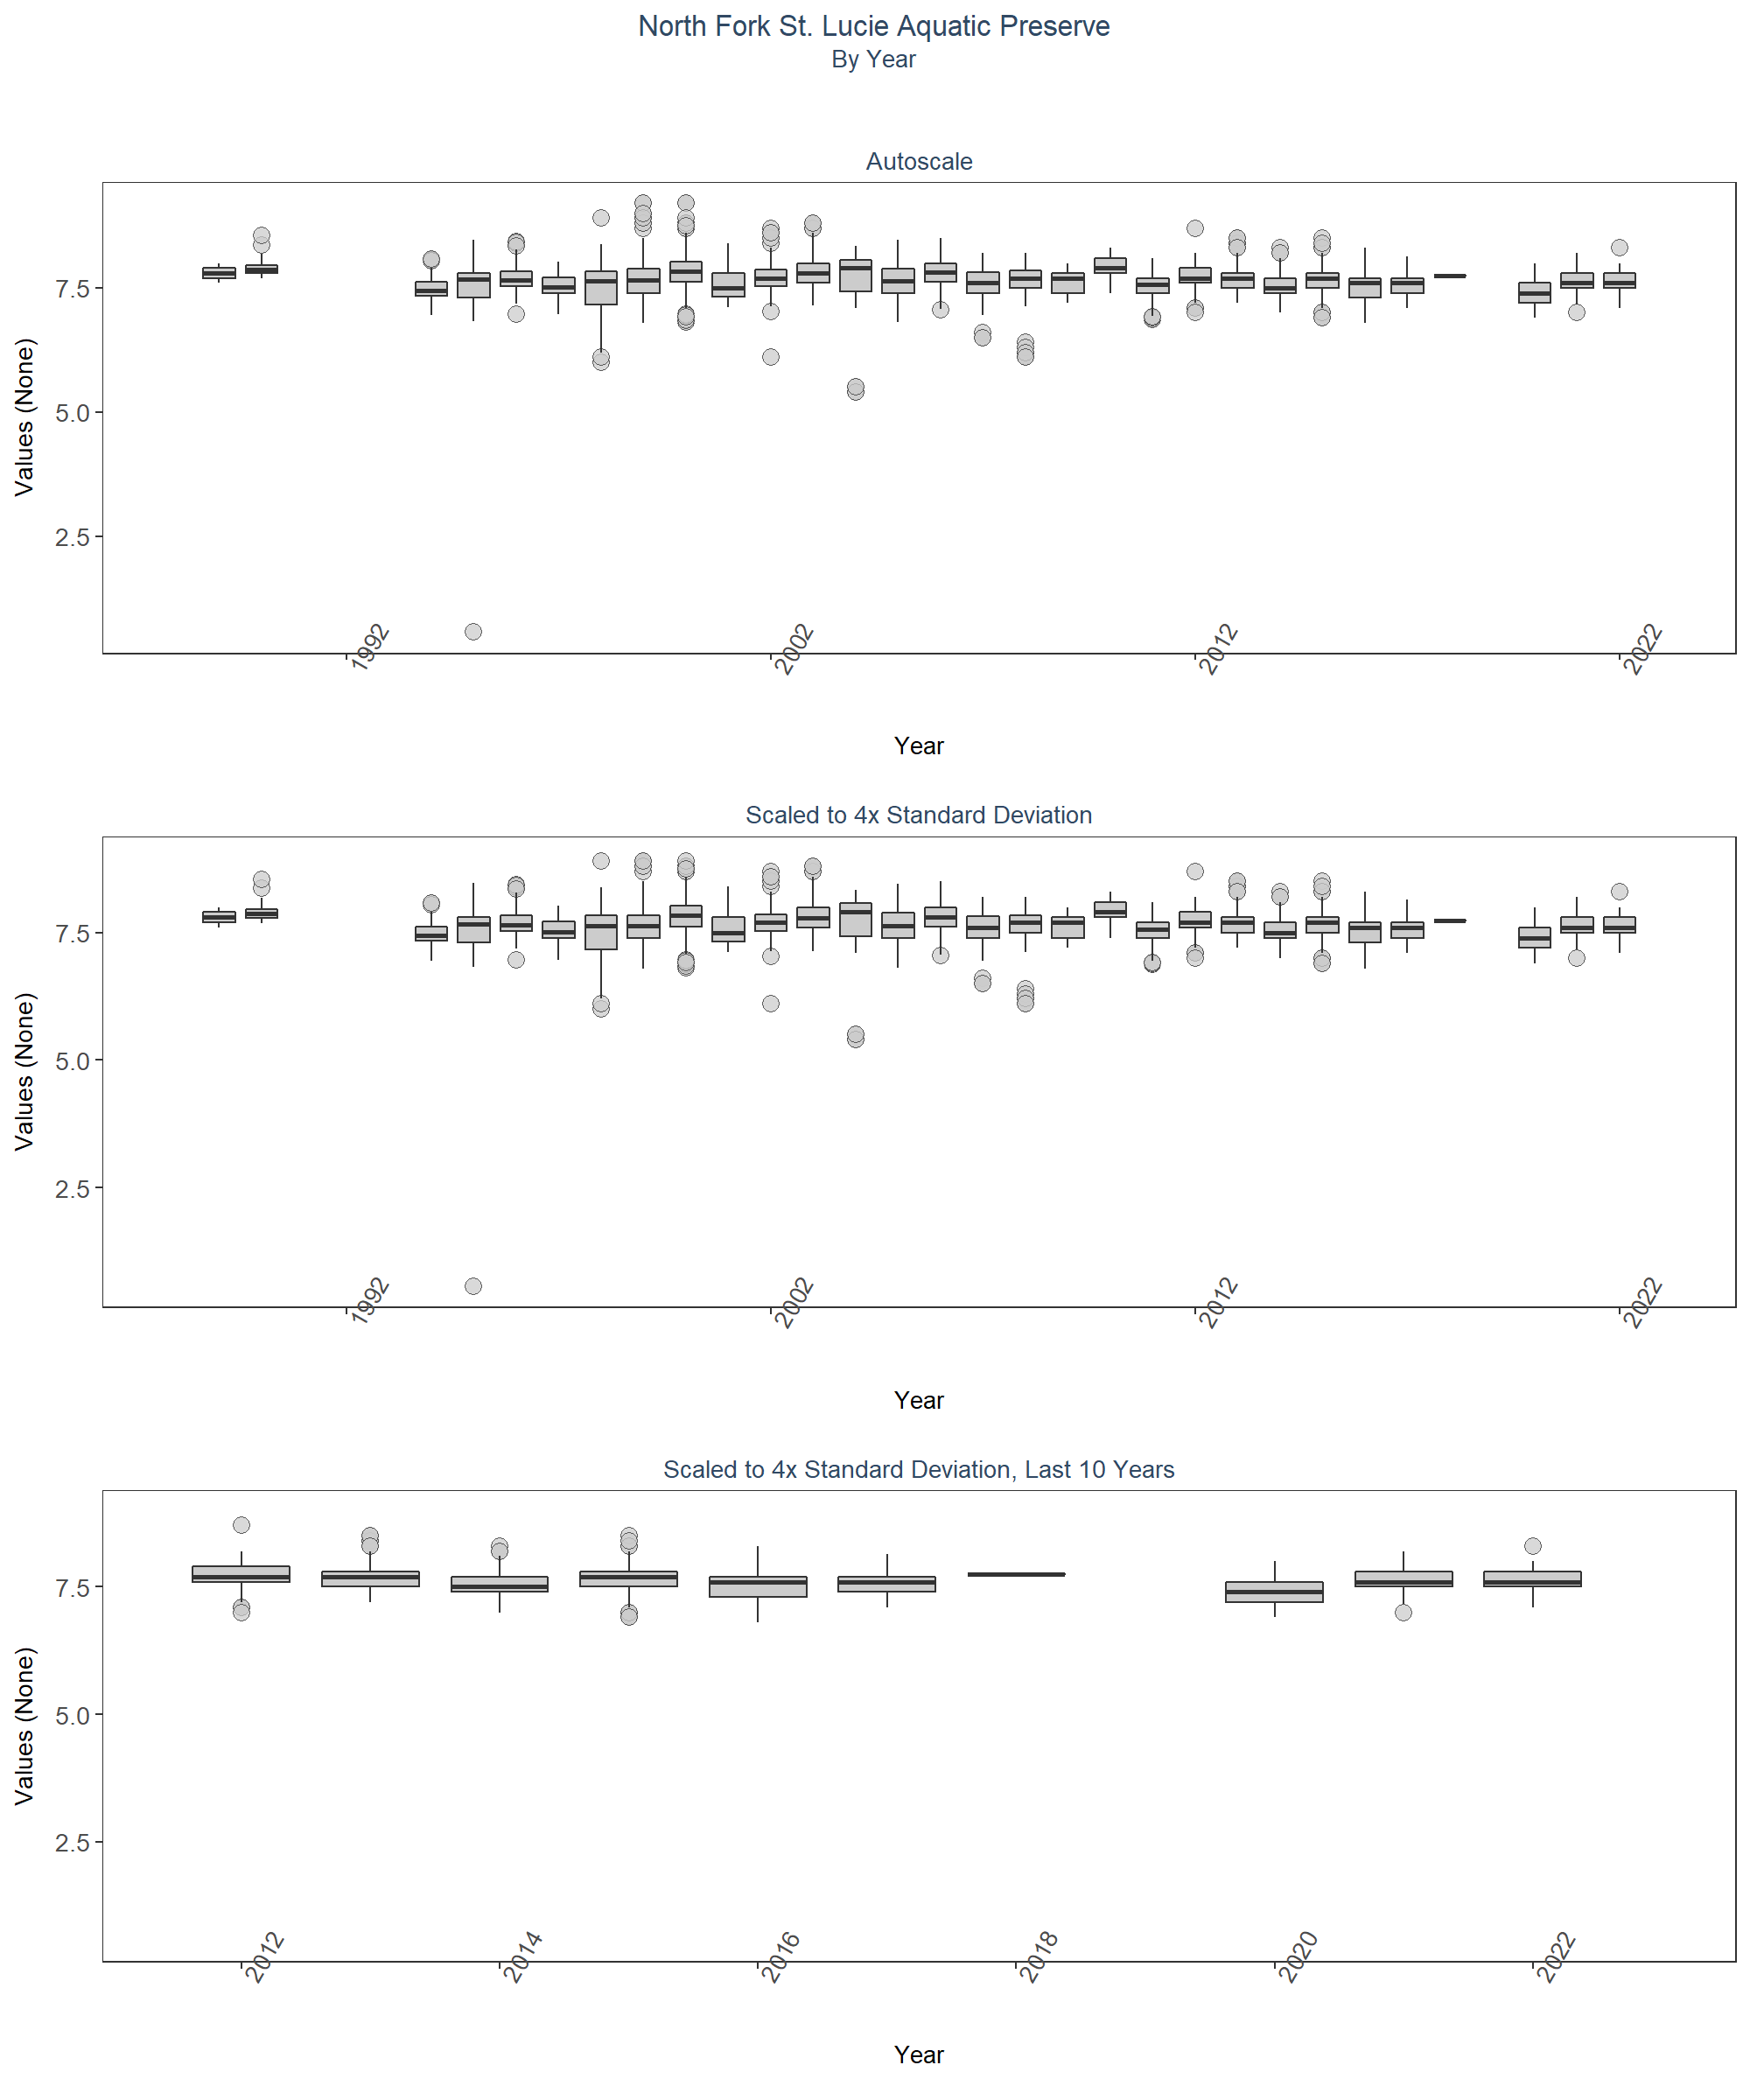 North Fork St. Lucie Aquatic Preserve
By Year
Autoscale
Values (None)
7.5
5.0
2.5
1992
2002
2012
2022
Year
Scaled to 4x Standard Deviation
Values (None)
7.5
5.0
2.5
1992
2002
2012
2022
Year
Scaled to 4x Standard Deviation, Last 10 Years
Values (None)
7.5
5.0
2.5
2012
2014
2016
2018
2020
2022
Year